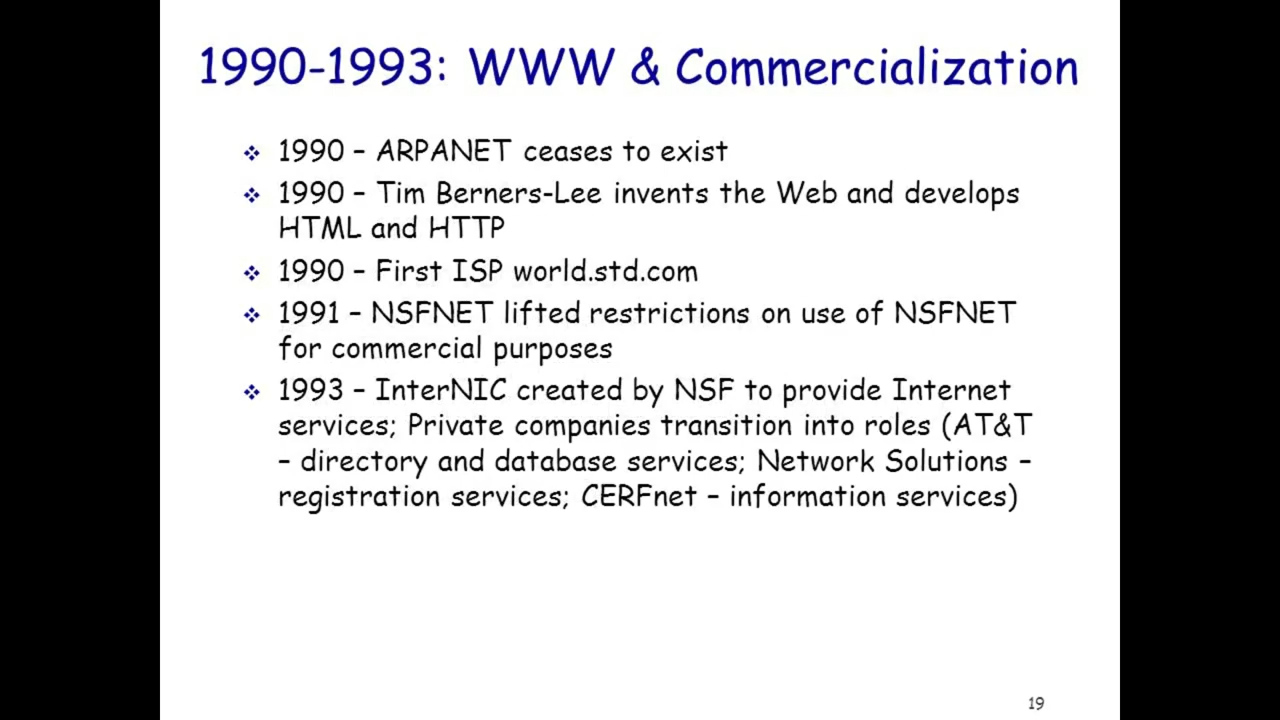 1990-1993: WWW & Commercialization
❖ 1990 – ARPANET ceases to exist
❖ 1990 – Tim Berners-Lee invents the Web and develops
HTML and HTTP
❖ 1990 – First ISP world.std.com
❖ 1991 – NSFNET lifted restrictions on use of NSFNET
for commercial purposes
❖ 1993 – InterNIC created by NSF to provide Internet
services; Private companies transition into roles (AT&T
– directory and database services; Network Solutions –
registration services; CERFnet – information services)
19